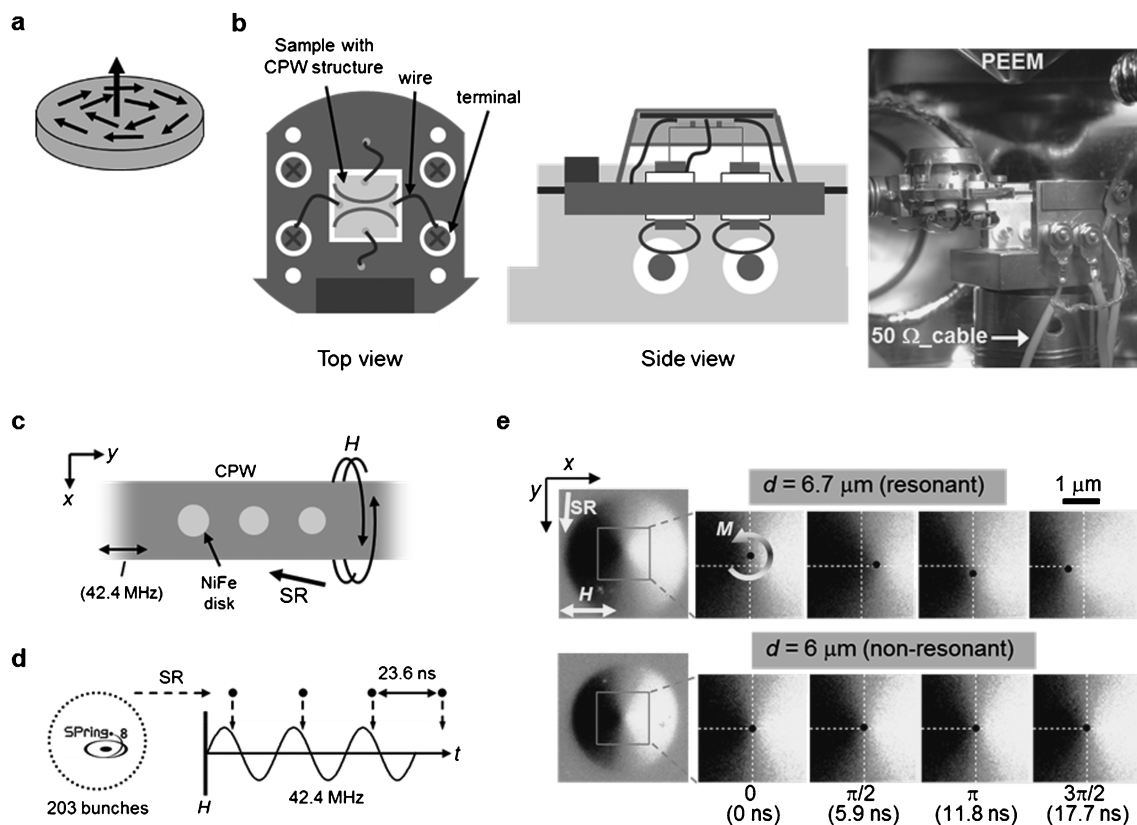 a
b
Sample with
CPW structure
wire
terminal
PEEM
50 Ω_cable
Top view
Side view
c
y
x
CPW
H
(42.4 MHz)
NiFe
disk
SR
d
SR
23.6 ns
SPring-8
203 bunches
H
42.4 MHz
t
e
x
y
SR
H
d = 6.7 μm (resonant)
1 μm
M
d = 6 μm (non-resonant)
0
(0 ns)
π/2
(5.9 ns)
π
(11.8 ns)
3π/2
(17.7 ns)